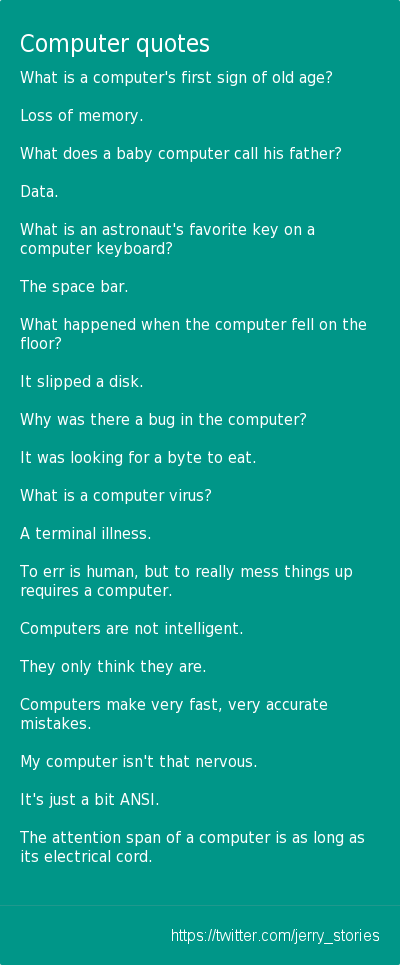 Computer quotes
What is a computer's first sign of old age?
Loss of memory.
What does a baby computer call his father?
Data.
What is an astronaut's favorite key on a
computer keyboard?
The space bar.
What happened when the computer fell on the
floor?
It slipped a disk.
Why was there a bug in the computer?
It was looking for a byte to eat.
What is a computer virus?
A terminal illness.
To err is human, but to really mess things up
requires a computer.
Computers are not intelligent.
They only think they are.
Computers make very fast, very accurate
mistakes.
My computer isn't that nervous.
It's just a bit ANSI.
The attention span of a computer is as long as
its electrical cord.
https://twitter.com/jerry_stories